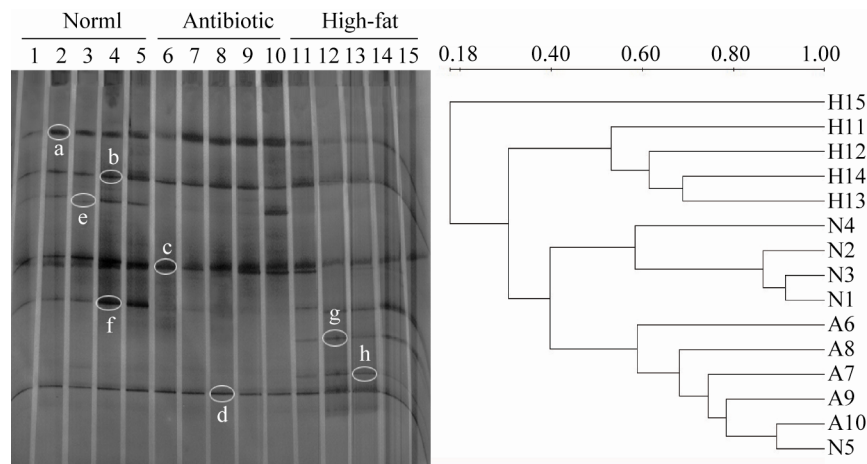 Norml Antibiotic High-fat
1 2 3 4 5 6 7 8 9 10 11 12 13 14 15
a
b
e
c
f
g
h
d
0.18 0.40 0.60 0.80 1.00
H15
H11
H12
H14
H13
N4
N2
N3
N1
A6
A8
A7
A9
A10
N5